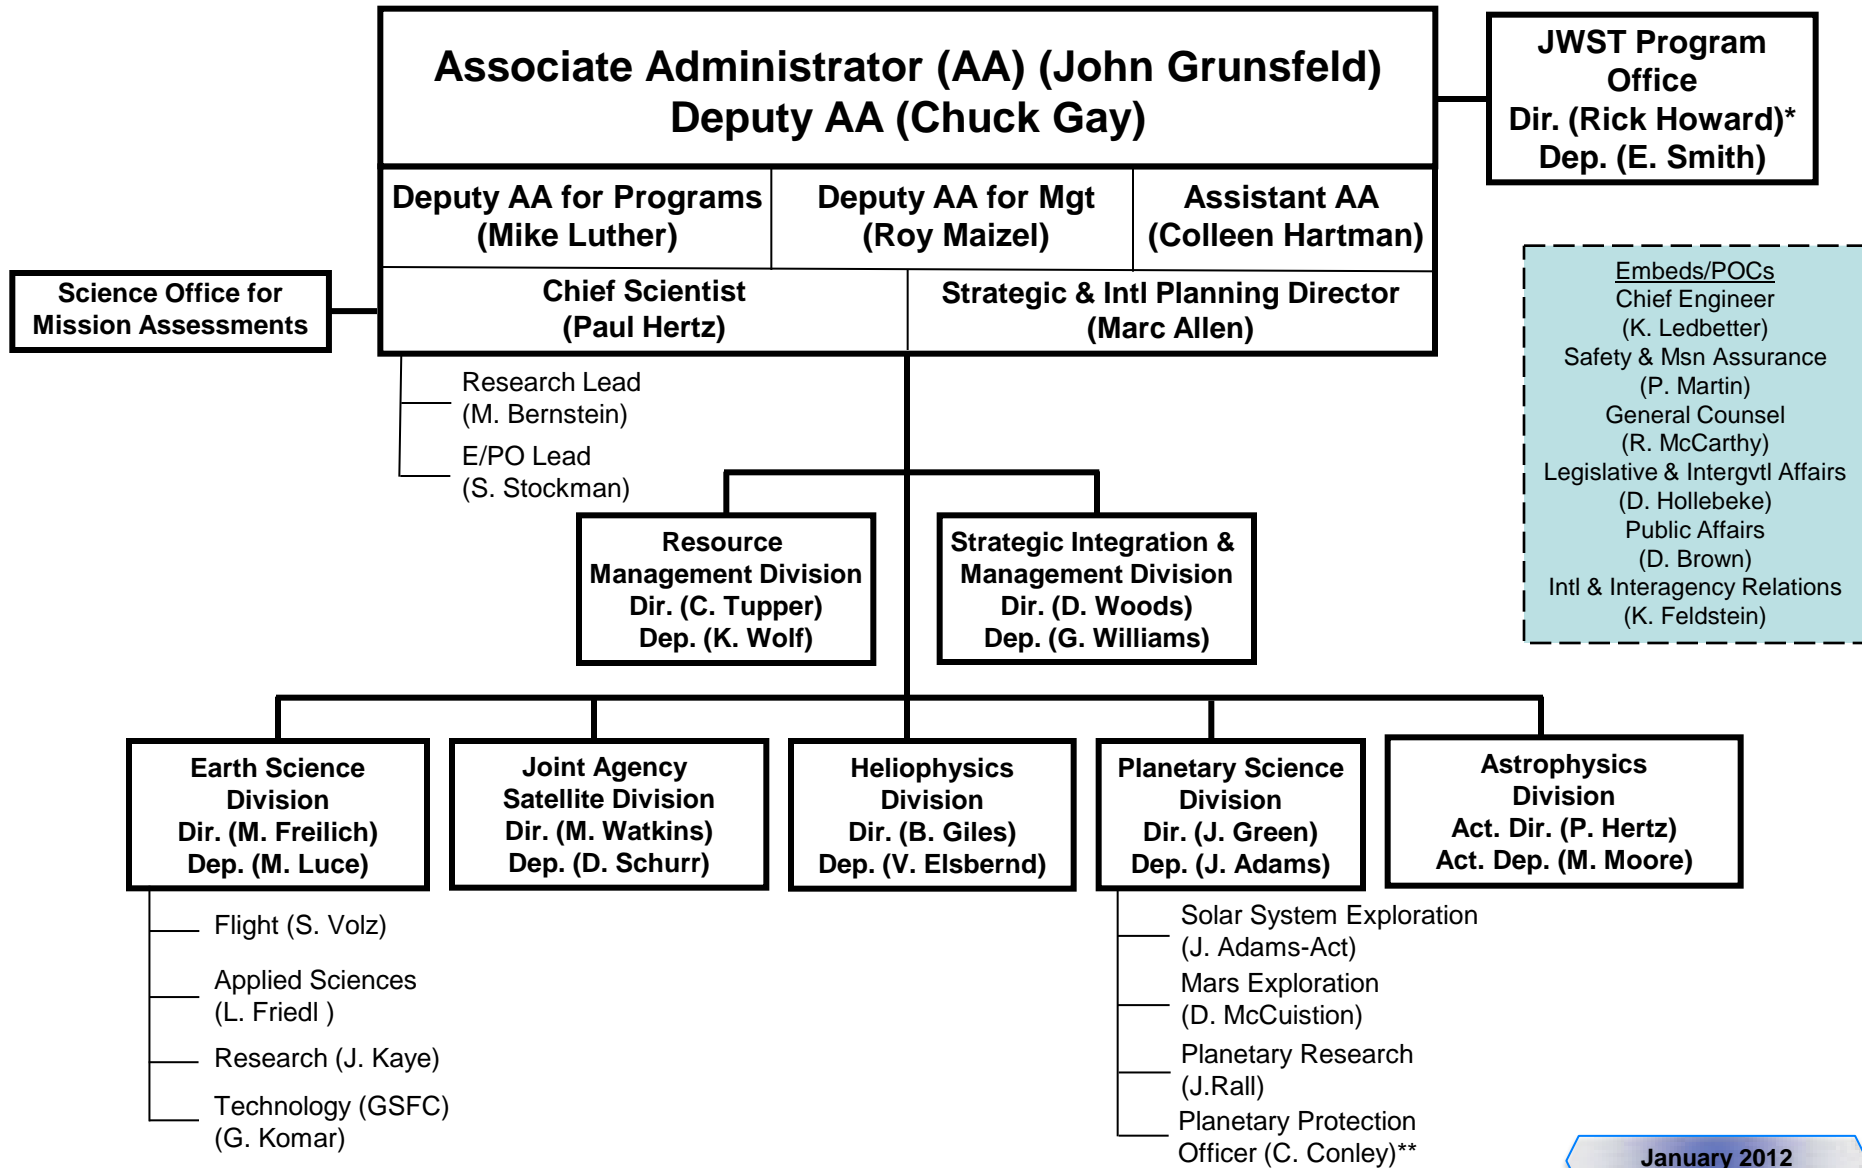 Associate Administrator (AA) (John Grunsfeld)
Deputy AA (Chuck Gay)
JWST Program
Office
Dir. (Rick Howard)*
Dep. (E. Smith)
Deputy AA for Programs
(Mike Luther)
Deputy AA for Mgt
(Roy Maizel)
Assistant AA
(Colleen Hartman)
Science Office for
Mission Assessments
Chief Scientist
(Paul Hertz)
Strategic & Intl Planning Director
(Marc Allen)
Embeds/POCs
Chief Engineer
(K. Ledbetter)
Safety & Msn Assurance
(P. Martin)
General Counsel
(R. McCarthy)
Legislative & Intergvtl Affairs
(D. Hollebeke)
Public Affairs
(D. Brown)
Intl & Interagency Relations
(K. Feldstein)
Research Lead
(M. Bernstein)
E/PO Lead
(S. Stockman)
Resource
Management Division
Dir. (C. Tupper)
Dep. (K. Wolf)
Strategic Integration &
Management Division
Dir. (D. Woods)
Dep. (G. Williams)
Earth Science
Division
Dir. (M. Freilich)
Dep. (M. Luce)
Joint Agency
Satellite Division
Dir. (M. Watkins)
Dep. (D. Schurr)
Heliophysics
Division
Dir. (B. Giles)
Dep. (V. Elsbernd)
Planetary Science
Division
Dir. (J. Green)
Dep. (J. Adams)
Astrophysics
Division
Act. Dir. (P. Hertz)
Act. Dep. (M. Moore)
Flight (S. Volz)
Applied Sciences
(L. Friedl )
Research (J. Kaye)
Technology (GSFC)
(G. Komar)
Solar System Exploration
(J. Adams-Act)
Mars Exploration
(D. McCuistion)
Planetary Research
(J.Rall)
Planetary Protection
Officer (C. Conley)**
January 2012